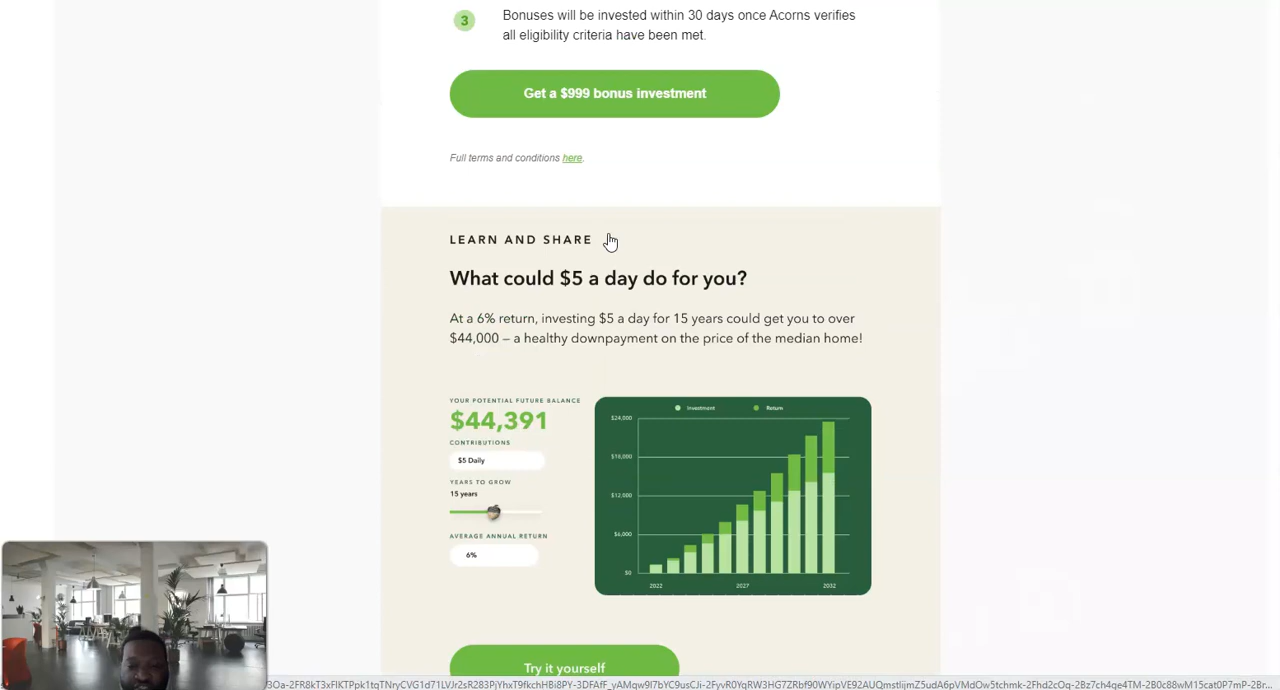 3
Bonuses will be invested within 30 days once Acorns verifies
all eligibility criteria have been met.
Get a $999 bonus investment
Full terms and conditions here.
LEARN AND SHARE
What could $5 a day do for you?
At a 6% return, investing $5 a day for 15 years could get you to over
$44,000 – a healthy downpayment on the price of the median home!
YOUR POTENTIAL FUTURE BALANCE
$44,391
CONTRIBUTIONS
$5 Daily
YEARS TO GROW
15 years
AVERAGE ANNUAL RETURN
6%
Investment
Return
$24,000
$18,000
$12,000
$6,000
$0
2022
2027
2032
Try it yourself